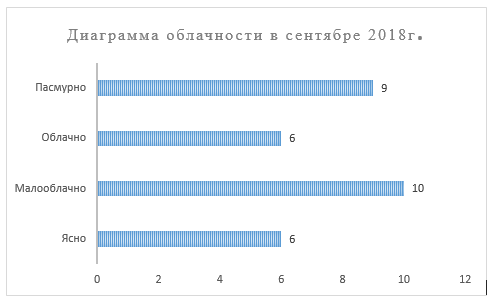 Диаграмма облачности в сентябре 2018г.
Пасмурно 9
Облачно 6
Малооблачно 10
Ясно 6
0 2 4 6 8 10 12